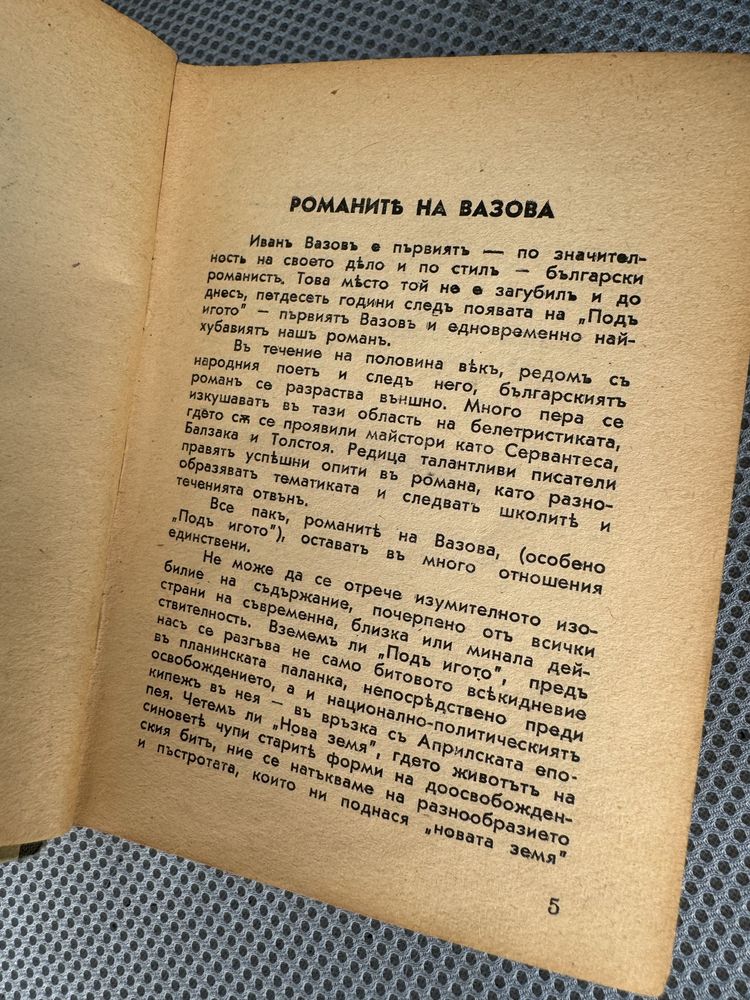 РОМАНИТѢ НА ВАЗОВА
Иванъ Вазовъ е първиятъ — по значител-
ность на своето дѣло и по стилъ — български
романистъ. Това мѣсто той не е загубилъ и до
днесъ, петдесеть години следъ появата на „Подъ
игото" — първиятъ Вазовъ и едновременно най-
хубавиятъ нашъ романъ.
Въ течение на половина вѣкъ, редомъ съ
народния поетъ и следъ него, българскиятъ
романъ се разраства външно. Много пера се
изкушаватъ въ тази область на белетристиката,
гдето сѫ се проявили майстори като Сервантеса,
Балзака и Толстоя. Редица талантливи писатели
правятъ успѣшни опити въ романа, като разно-
образяватъ тематиката и следватъ школитѣ и
теченията отвънъ.
Все пакъ, романитѣ на Вазова, (особено
„Подъ игото"), оставатъ въ много отношения
единствени.
Не може да се отрече изумителното изо-
билие на съдържание, почерпено отъ всички
страни на съвременна, близка или минала дей-
ствителность. Вземемъ ли „Подъ игото", предъ
насъ се разгъва не само битовото всѣкидневие
въ планинската паланка, непосрѣдствено преди
освобождението, а и национално-политическиятъ
кипежъ въ нея — въ връзка съ Априлската епо-
пея. Четемъ ли „Нова земя", гдето животътъ на
синоветѣ чупи старитѣ форми на доосвобожден-
ския битъ, ние се натъкваме на разнообразието
и пъстротата, които ни поднася „новата земя"
5